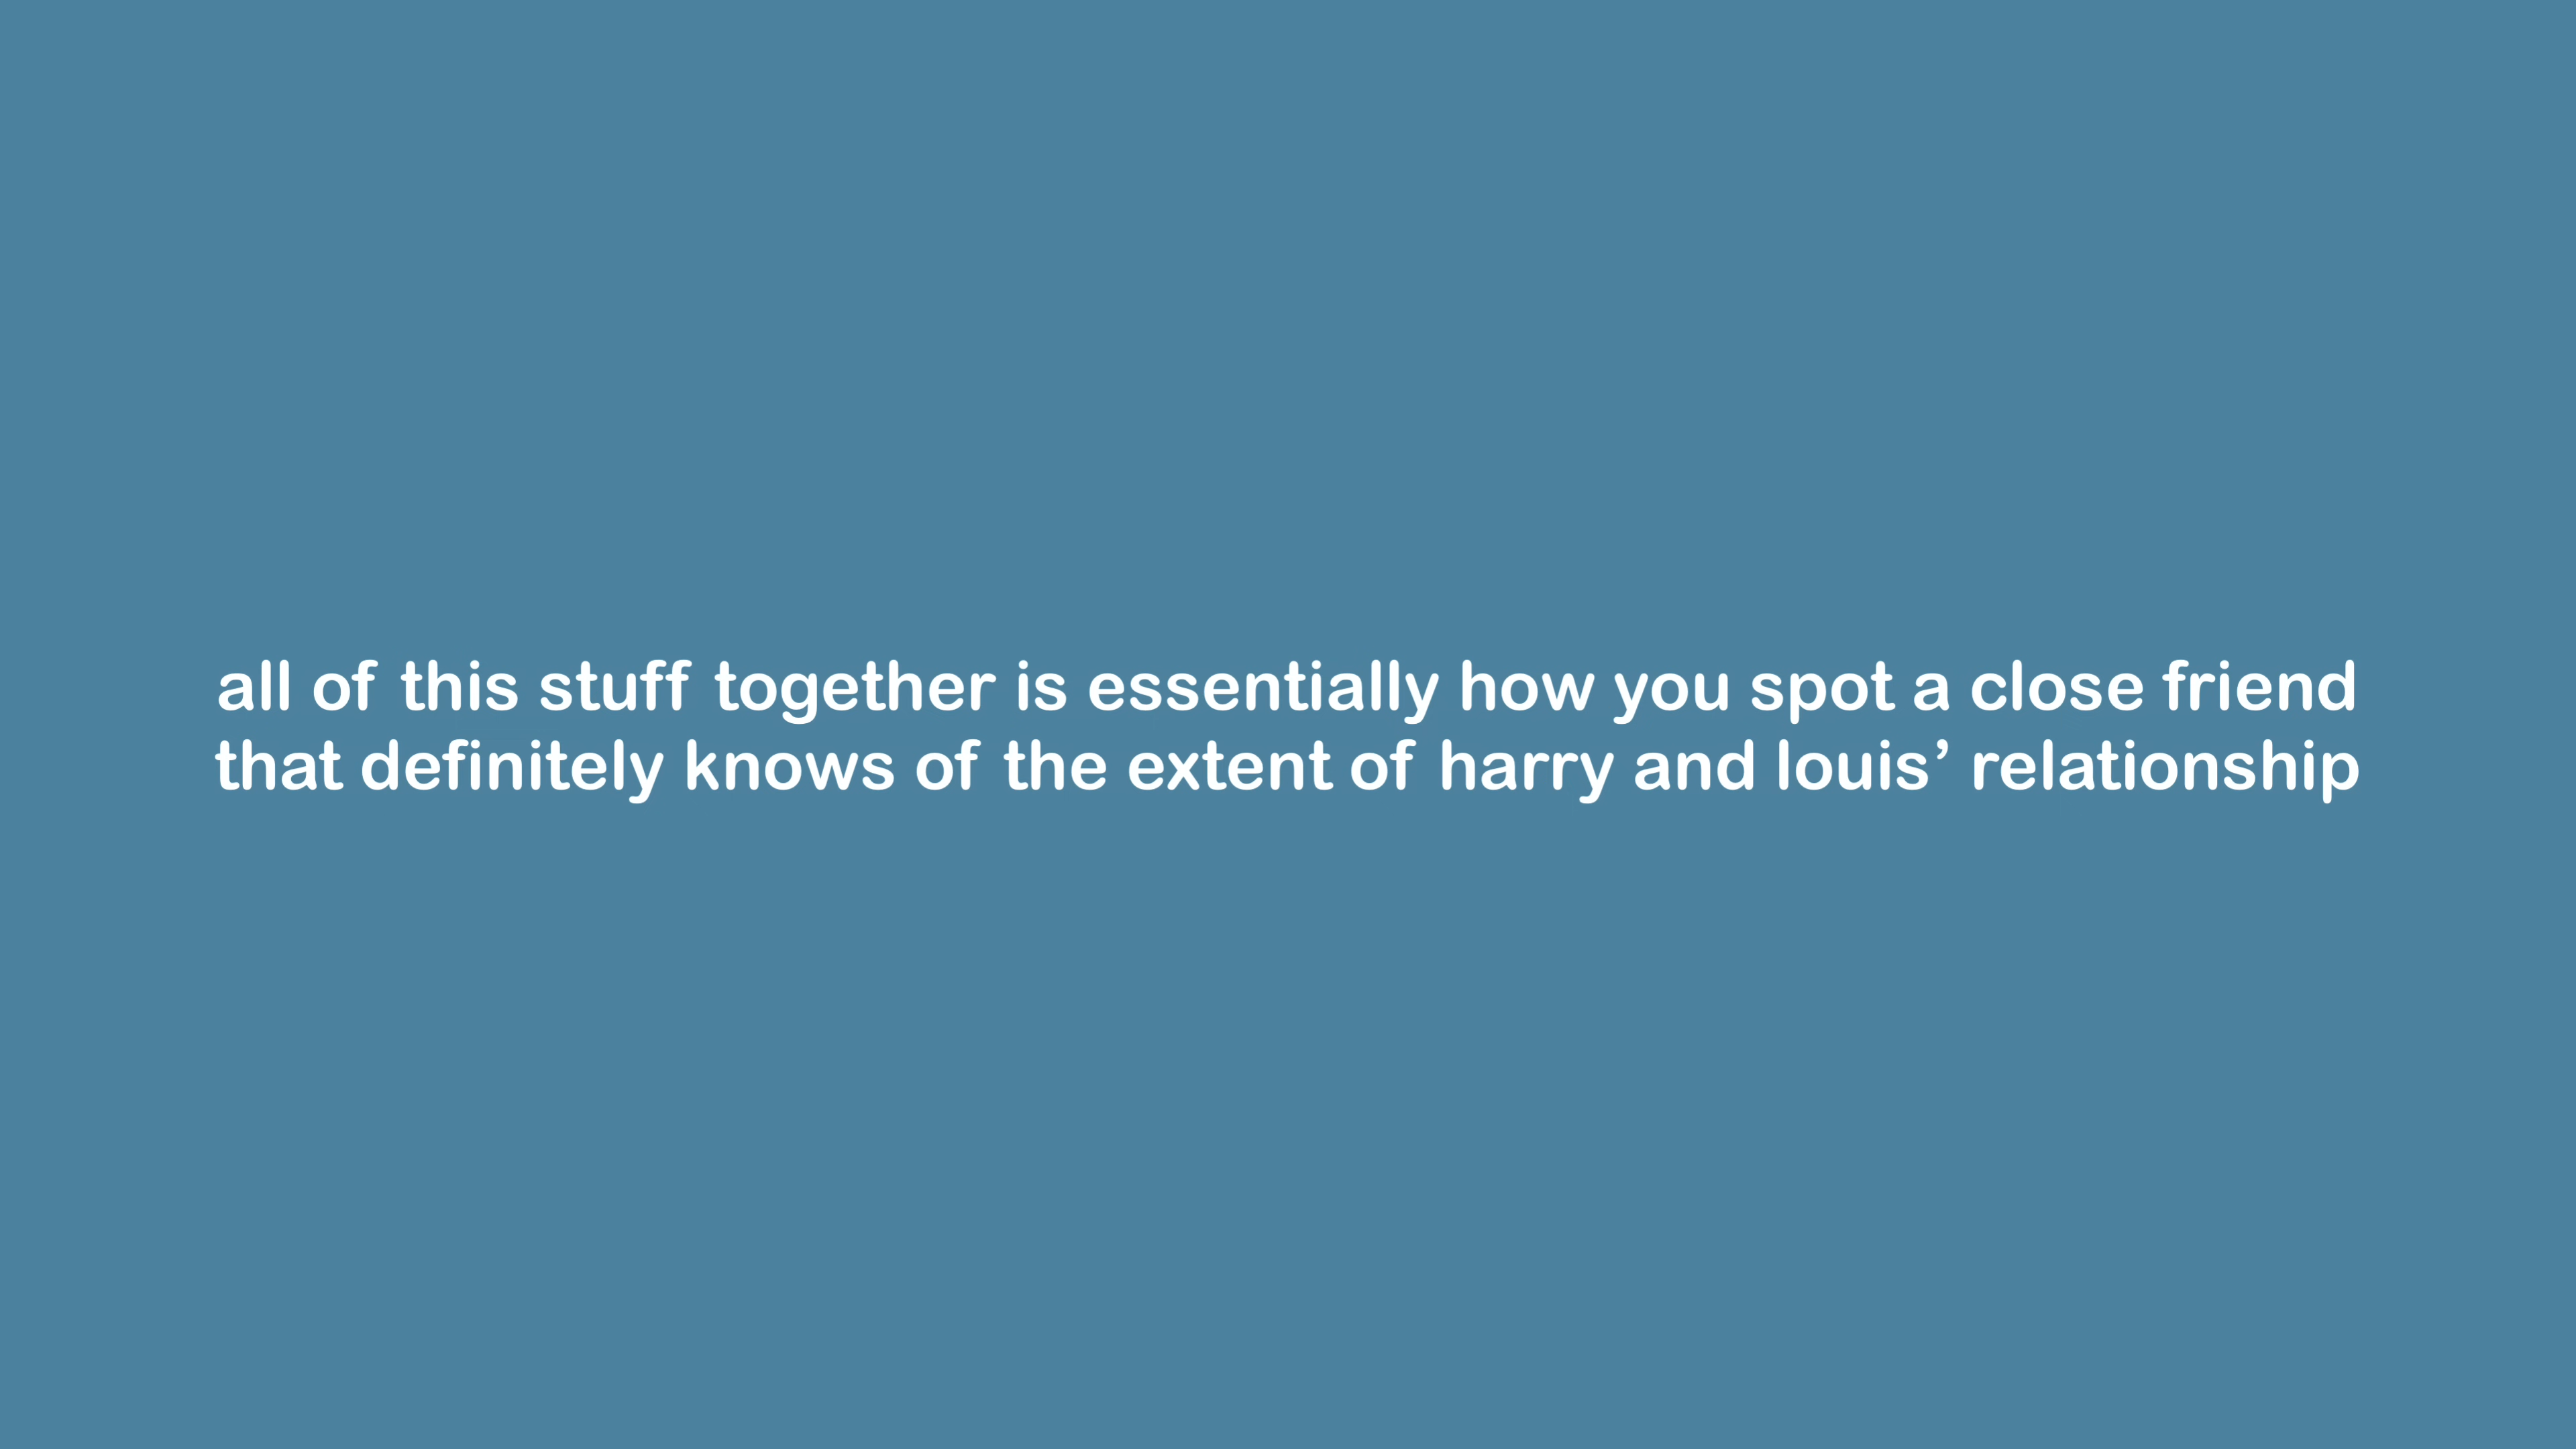 all of this stuff together is essentially how you spot a close friend
that definitely knows of the extent of harry and louis’ relationship